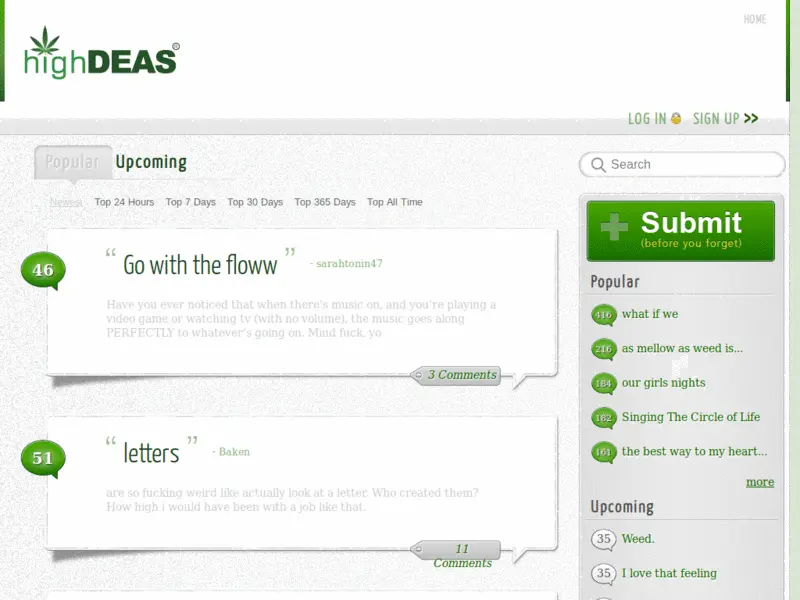 HOME
highDEAS®
LOG IN SIGN UP >>
Popular Upcoming
Search
Newest Top 24 Hours Top 7 Days Top 30 Days Top 365 Days Top All Time
Submit
(before you forget)
46
“ Go with the floww ” - sarahtonin47
Have you ever noticed that when there's music on, and you're playing a
video game or watching tv (with no volume), the music goes along
PERFECTLY to whatever's going on. Mind fuck, yo
3 Comments
51
“ letters ” - Baken
are so fucking weird like actually look at a letter. Who created them?
How high i would have been with a job like that.
11
Comments
Popular
416 what if we
216 as mellow as weed is...
184 our girls nights
182 Singing The Circle of Life
161 the best way to my heart...
more
Upcoming
35 Weed.
35 I love that feeling